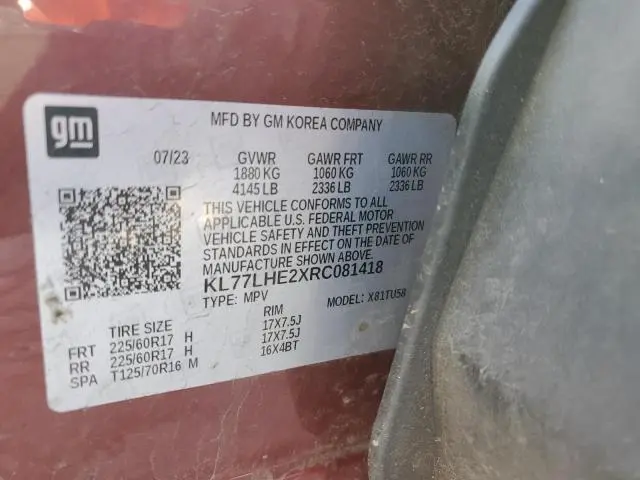 gm
MFD BY GM KOREA COMPANY
07/23 GVWR GAWR FRT GAWR RR
1880 KG 1060 KG 1060 KG
4145 LB 2336 LB 2336 LB
THIS VEHICLE CONFORMS TO ALL
APPLICABLE U.S. FEDERAL MOTOR
VEHICLE SAFETY AND THEFT PREVENTION
STANDARDS IN EFFECT ON THE DATE OF
MANUFACTURE SHOWN ABOVE.
KL77LHE2XRC081418
TYPE: MPV MODEL: X81TU58
TIRE SIZE RIM
FRT 225/60R17 H 17X7.5J
RR 225/60R17 H 17X7.5J
SPA T125/70R16 M 16X4BT